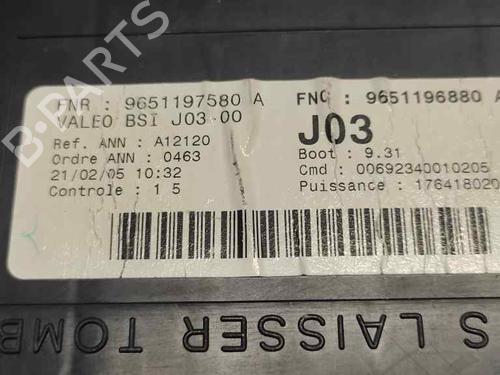 FNR : 9651197580 A
FNC : 9651196880 A
VALEO BSI J03-00
J03
Ref. ANN : A12120
Boot : 9.31
Ordre ANN : 0463
Cmd : 00692340010205
21/02/05 10:32
Puissance : 176418020
Controle : 1 5
S LAISSER TOMB
B-PARTS